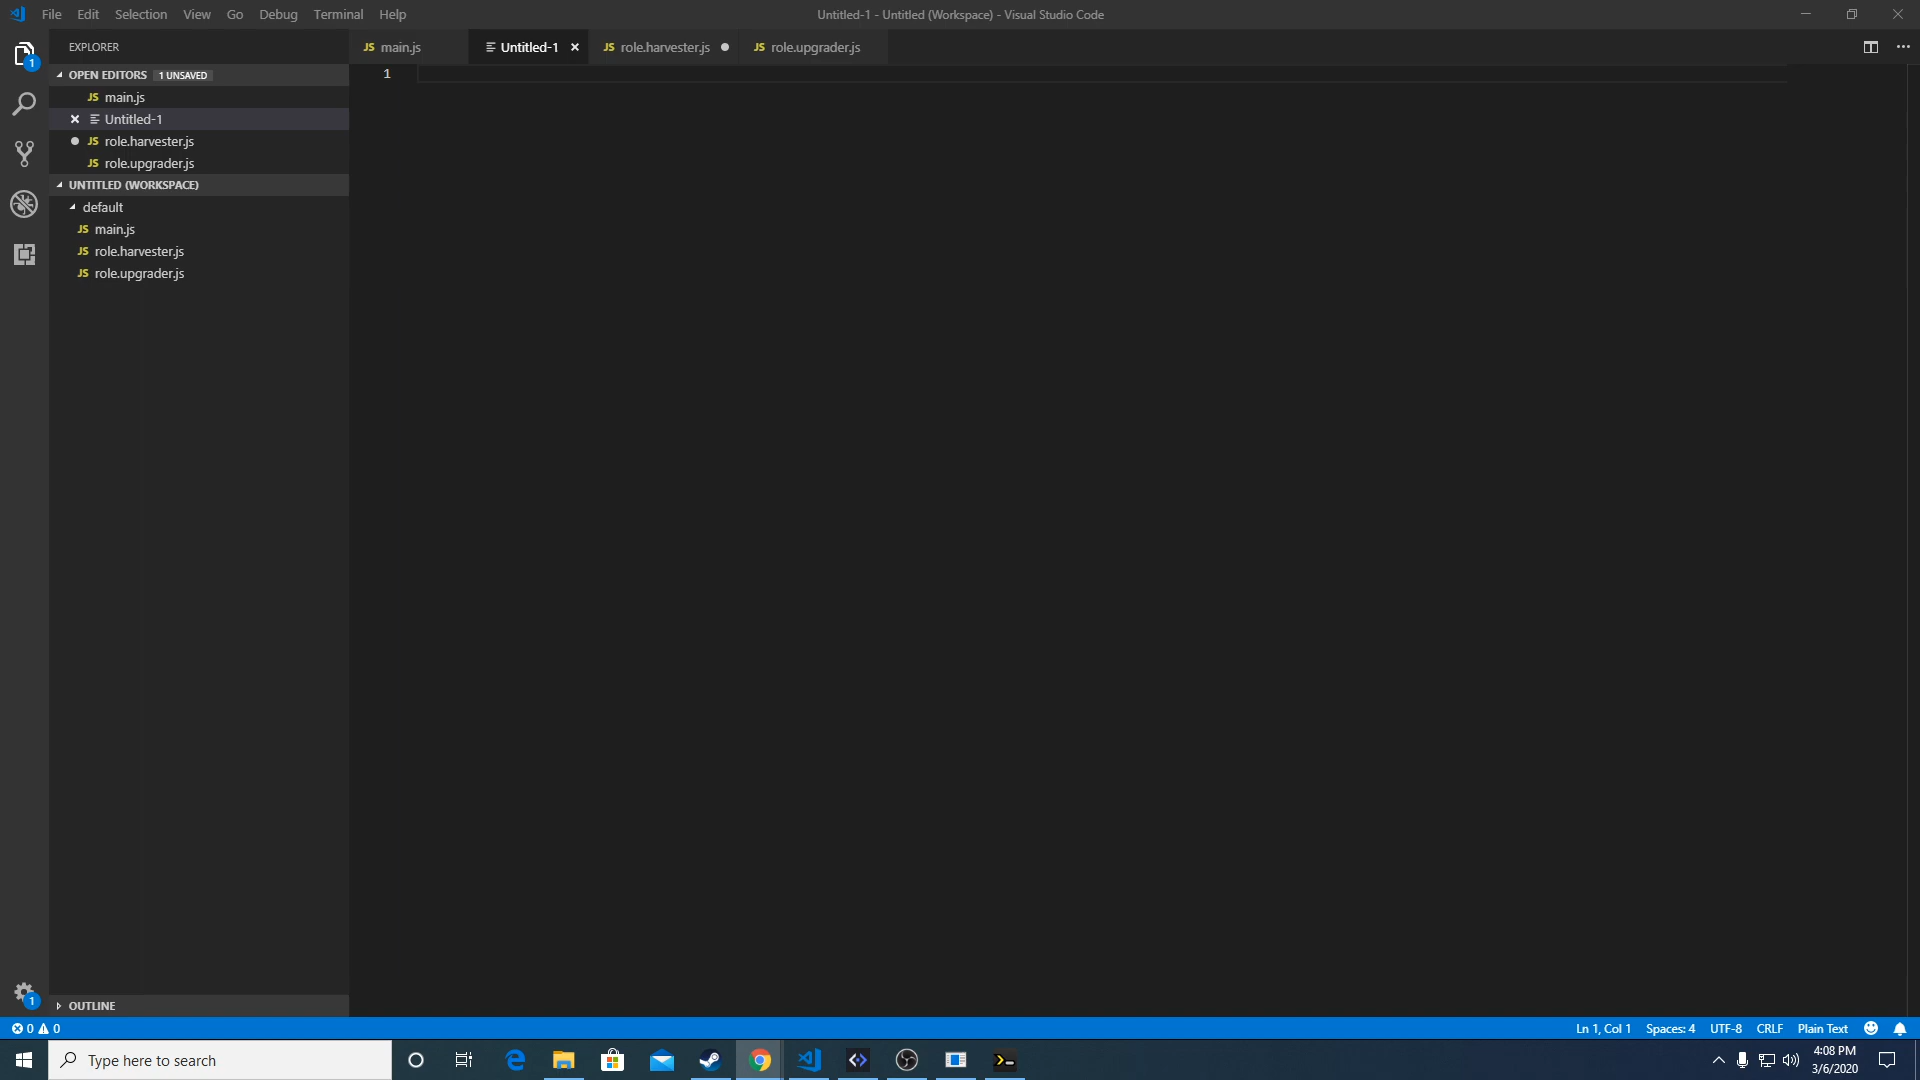 File Edit Selection View Go Debug Terminal Help
Untitled-1 - Untitled (Workspace) - Visual Studio Code
EXPLORER
JS main.js
Untitled-1
JS role.harvester.js
JS role.upgrader.js
1
OPEN EDITORS 1 UNSAVED
1
JS main.js
Untitled-1
JS role.harvester.js
JS role.upgrader.js
UNTITLED (WORKSPACE)
default
JS main.js
JS role.harvester.js
JS role.upgrader.js
1
OUTLINE
0 0
Ln 1, Col 1 Spaces: 4 UTF-8 CRLF Plain Text
Type here to search
4:08 PM
3/6/2020